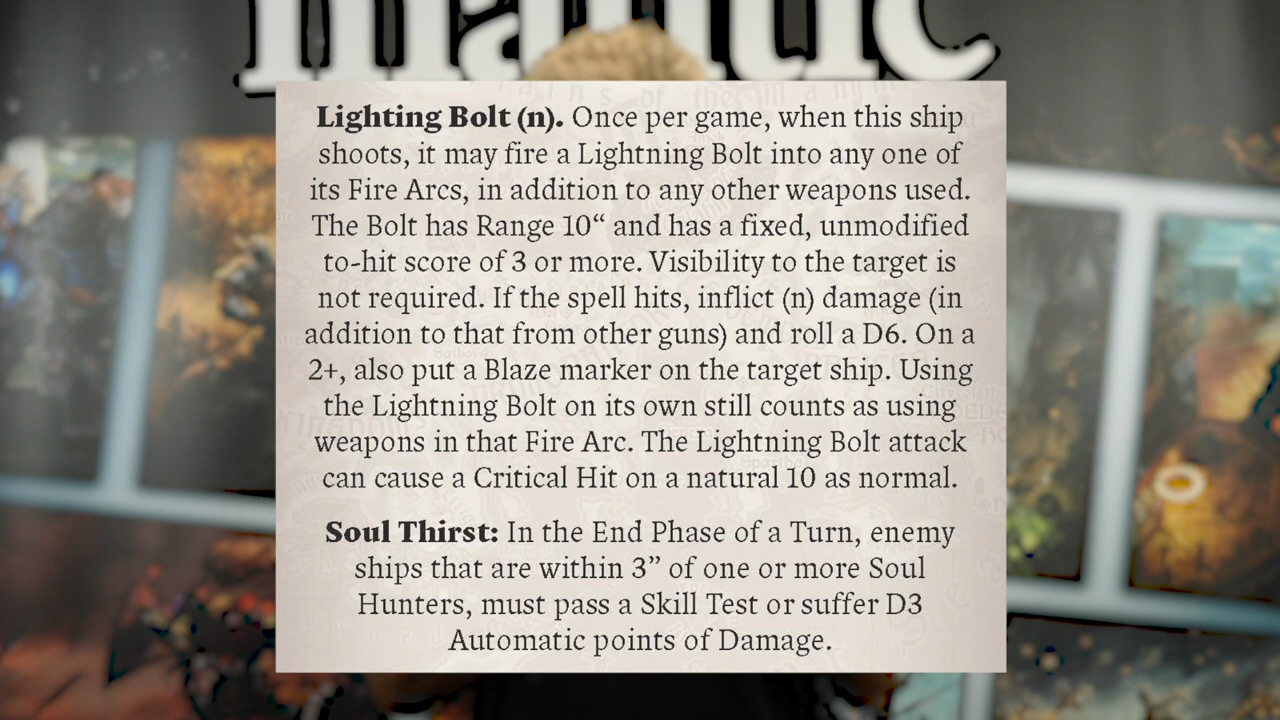 mantic
Lighting Bolt (n). Once per game, when this ship
shoots, it may fire a Lightning Bolt into any one of
its Fire Arcs, in addition to any other weapons used.
The Bolt has Range 10“ and has a fixed, unmodified
to-hit score of 3 or more. Visibility to the target is
not required. If the spell hits, inflict (n) damage (in
addition to that from other guns) and roll a D6. On a
2+, also put a Blaze marker on the target ship. Using
the Lightning Bolt on its own still counts as using
weapons in that Fire Arc. The Lightning Bolt attack
can cause a Critical Hit on a natural 10 as normal.
Soul Thirst: In the End Phase of a Turn, enemy
ships that are within 3” of one or more Soul
Hunters, must pass a Skill Test or suffer D3
Automatic points of Damage.